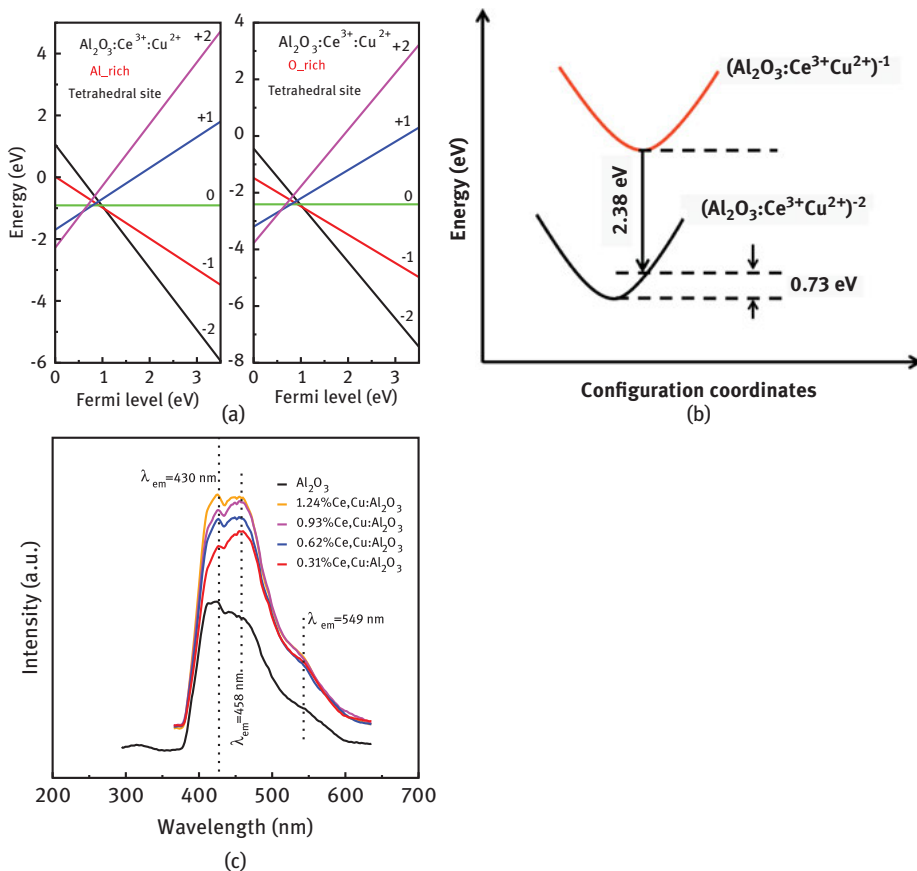 Al₂O₃:Ce³⁺:Cu²⁺
Al_rich
Tetrahedral site
+2
+1
0
-1
-2
4
2
0
-2
-4
-6
Energy (eV)
0 1 2 3
Fermi level (eV)
Al₂O₃:Ce³⁺:Cu²⁺
O_rich
Tetrahedral site
+2
+1
0
-1
-2
4
2
0
-2
-4
-6
-8
0 1 2 3
Fermi level (eV)
(a)
(Al₂O₃:Ce³⁺Cu²⁺)⁻¹
2.38 eV
(Al₂O₃:Ce³⁺Cu²⁺)⁻²
0.73 eV
Energy (eV)
Configuration coordinates
(b)
λ em=430 nm
Al₂O₃
1.24%Ce,Cu:Al₂O₃
0.93%Ce,Cu:Al₂O₃
0.62%Ce,Cu:Al₂O₃
0.31%Ce,Cu:Al₂O₃
λ em=549 nm
λ em=458 nm
Intensity (a.u.)
200 300 400 500 600 700
Wavelength (nm)
(c)